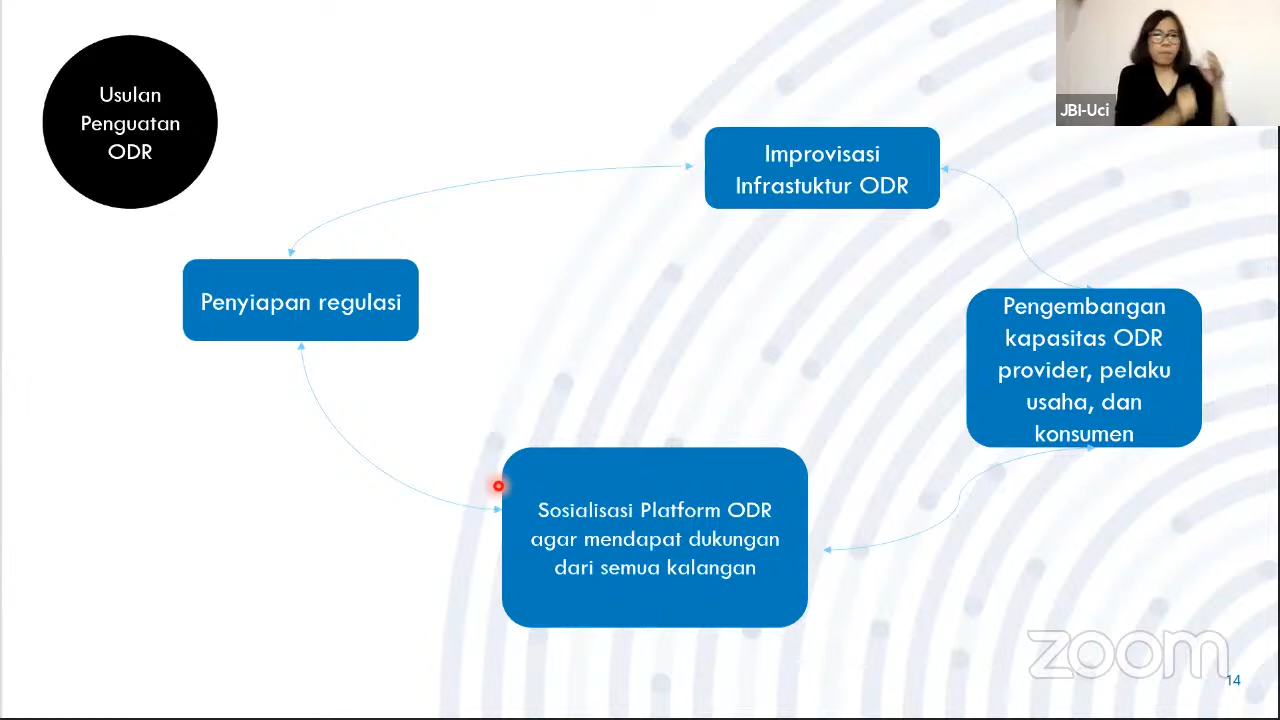 Usulan
Penguatan
ODR
JBI-Uci
Improvisasi
Infrastuktur ODR
Penyiapan regulasi
Pengembangan
kapasitas ODR
provider, pelaku
usaha, dan
konsumen
Sosialisasi Platform ODR
agar mendapat dukungan
dari semua kalangan
zoom
14